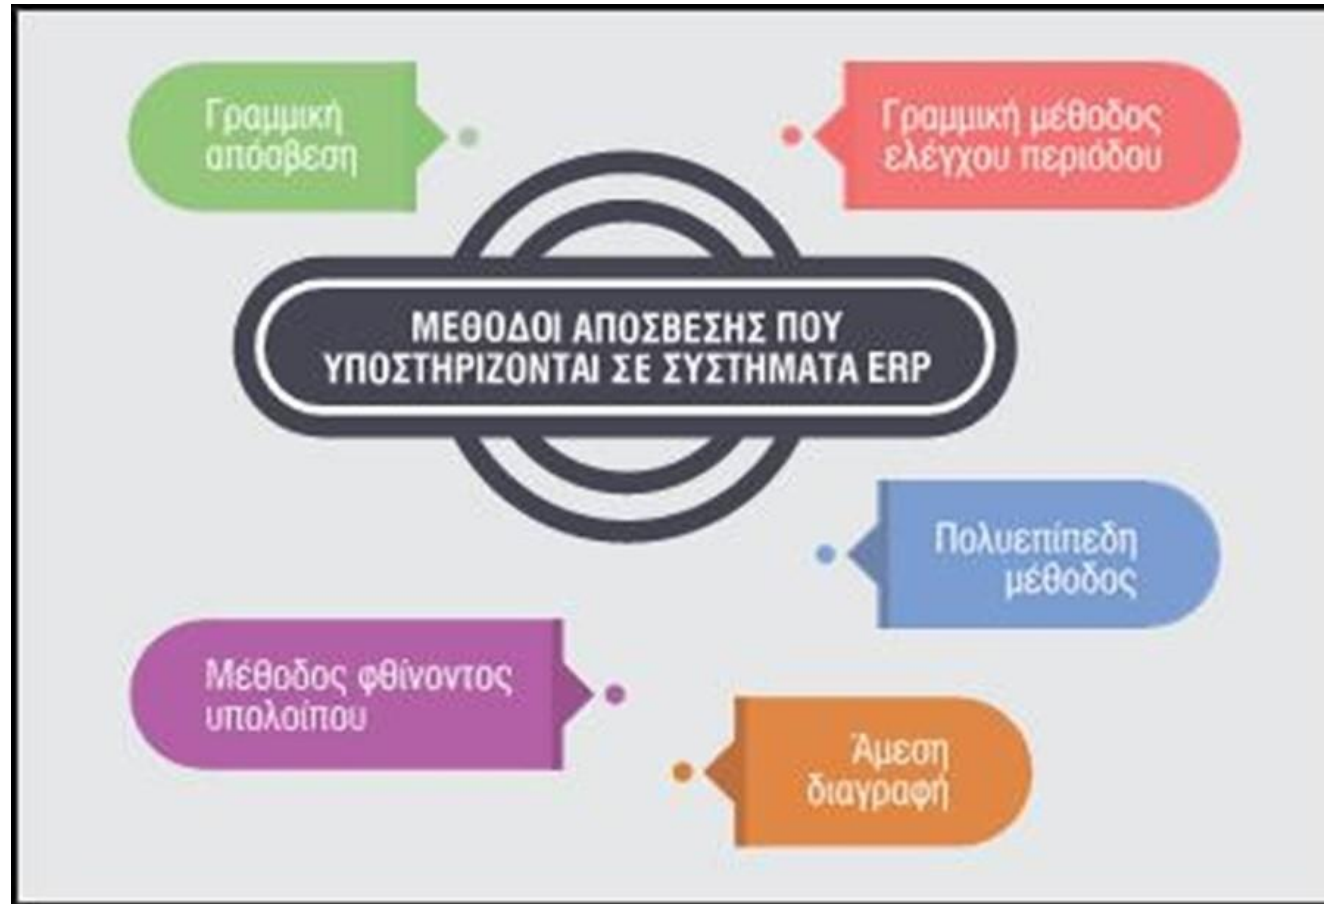 Γραμμική
απόσβεση
Γραμμική μέθοδος
ελέγχου περιόδου
ΜΕΘΟΔΟΙ ΑΠΟΣΒΕΣΗΣ ΠΟΥ
ΥΠΟΣΤΗΡΙΖΟΝΤΑΙ ΣΕ ΣΥΣΤΗΜΑΤΑ ERP
Πολυεπίπεδη
μέθοδος
Μέθοδος φθίνοντος
υπολοίπου
Άμεση
διαγραφή